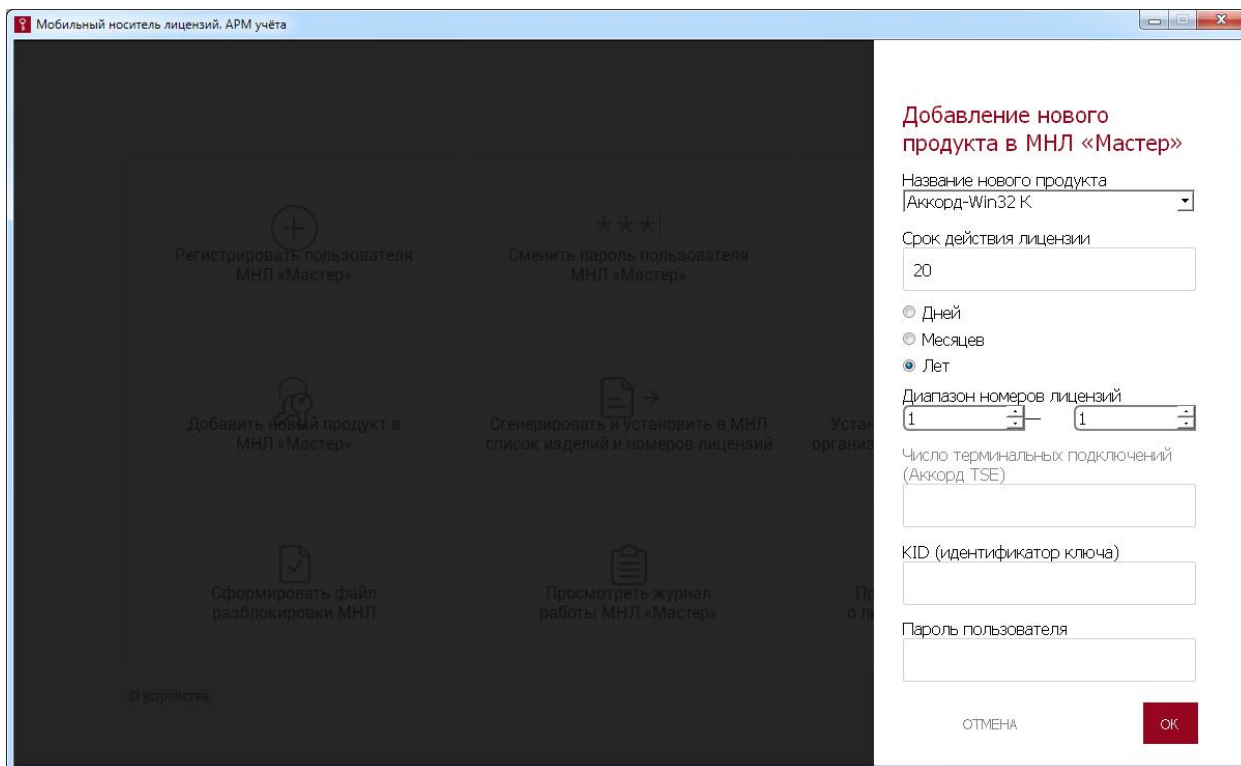 Мобильный носитель лицензий. АРМ учёта
Регистрировать пользователя
МНЛ «Мастер»
***
Сменить пароль пользователя
МНЛ «Мастер»
Добавить новый продукт в
МНЛ «Мастер»
Сгенерировать и установить в МНЛ
список изделий и номеров лицензий
Сформировать файл
разблокировки МНЛ
Просмотреть журнал
работы МНЛ «Мастер»
ID устройства:
Добавление нового
продукта в МНЛ «Мастер»
Название нового продукта
Аккорд-Win32 K
Срок действия лицензии
20
Дней
Месяцев
Лет
Диапазон номеров лицензий
1 — 1
Число терминальных подключений
(Аккорд TSE)
KID (идентификатор ключа)
Пароль пользователя
ОТМЕНА OK